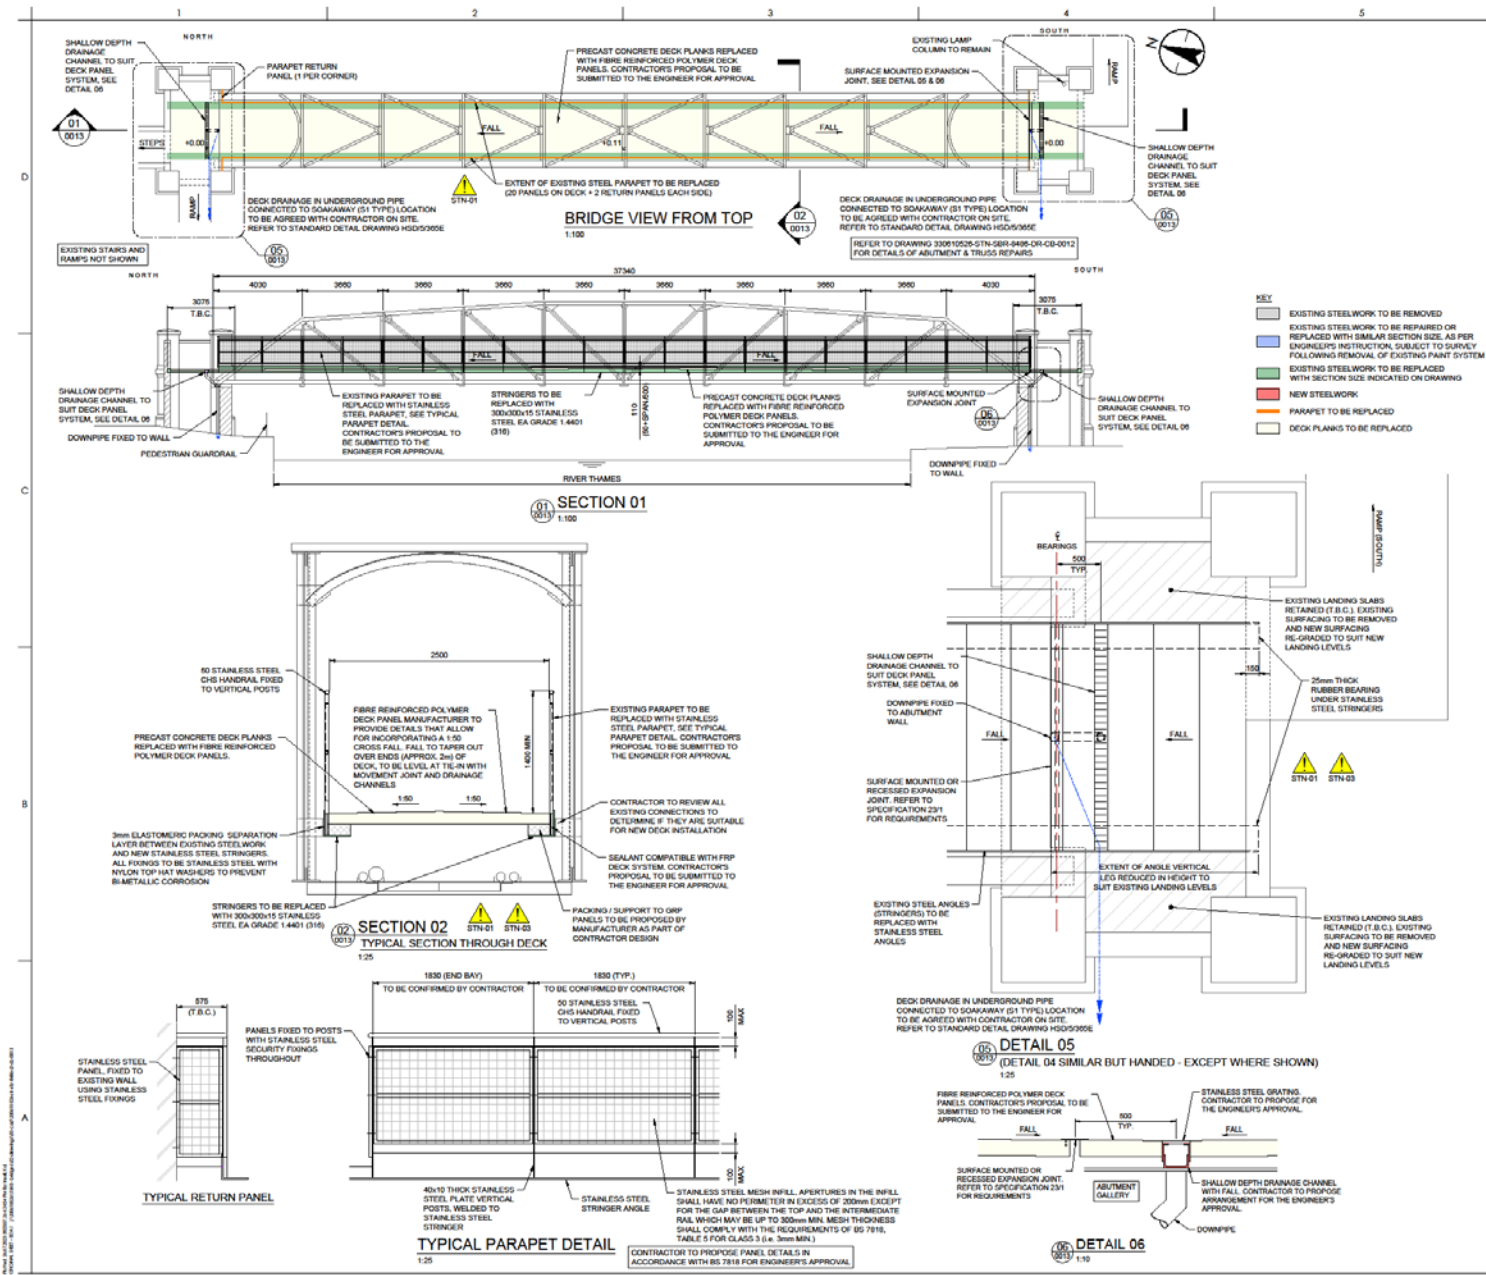 1
2
3
4
5
D
C
B
A
NORTH
SHALLOW DEPTH
DRAINAGE
CHANNEL TO SUIT
DECK PANEL
SYSTEM, SEE
DETAIL 06
PARAPET RETURN
PANEL (1 PER CORNER)
PRECAST CONCRETE DECK PLANKS REPLACED
WITH FIBRE REINFORCED POLYMER DECK
PANELS. CONTRACTOR'S PROPOSAL TO BE
SUBMITTED TO THE ENGINEER FOR APPROVAL
EXISTING LAMP
COLUMN TO REMAIN
SOUTH
SURFACE MOUNTED EXPANSION
JOINT, SEE DETAIL 05 & 06
RAMP
N
01
0013
STEPS
+0.00
FALL
+0.11
FALL
+0.00
SHALLOW DEPTH
DRAINAGE
CHANNEL TO SUIT
DECK PANEL
SYSTEM, SEE
DETAIL 06
RAMP
STN-01
EXTENT OF EXISTING STEEL PARAPET TO BE REPLACED
(20 PANELS ON DECK + 2 RETURN PANELS EACH SIDE)
DECK DRAINAGE IN UNDERGROUND PIPE
CONNECTED TO SOAKAWAY (S1 TYPE) LOCATION
TO BE AGREED WITH CONTRACTOR ON SITE.
REFER TO STANDARD DETAIL DRAWING HSD/5/365E
BRIDGE VIEW FROM TOP
1:100
02
0013
DECK DRAINAGE IN UNDERGROUND PIPE
CONNECTED TO SOAKAWAY (S1 TYPE) LOCATION
TO BE AGREED WITH CONTRACTOR ON SITE.
REFER TO STANDARD DETAIL DRAWING HSD/5/365E
05
0013
EXISTING STAIRS AND
RAMPS NOT SHOWN
05
0013
REFER TO DRAWING 330610526-STN-SBR-8486-DR-CB-0012
FOR DETAILS OF ABUTMENT & TRUSS REPAIRS
NORTH
37340
SOUTH
4030
3660
3660
3660
3660
3660
3660
3660
3660
4030
3075
T.B.C.
3075
T.B.C.
FALL
FALL
SHALLOW DEPTH
DRAINAGE CHANNEL TO
SUIT DECK PANEL
SYSTEM, SEE DETAIL 06
DOWNPIPE FIXED TO WALL
PEDESTRIAN GUARDRAIL
EXISTING PARAPET TO BE
REPLACED WITH STAINLESS
STEEL PARAPET, SEE TYPICAL
PARAPET DETAIL.
CONTRACTOR'S PROPOSAL TO
BE SUBMITTED TO THE
ENGINEER FOR APPROVAL
STRINGERS TO BE
REPLACED WITH
300x300x15 STAINLESS
STEEL EA GRADE 1.4401
(316)
110
(50+SPAN/600)
PRECAST CONCRETE DECK PLANKS
REPLACED WITH FIBRE REINFORCED
POLYMER DECK PANELS.
CONTRACTOR'S PROPOSAL TO BE
SUBMITTED TO THE ENGINEER FOR
APPROVAL
SURFACE MOUNTED
EXPANSION JOINT
06
0013
SHALLOW DEPTH
DRAINAGE CHANNEL TO
SUIT DECK PANEL
SYSTEM, SEE DETAIL 06
DOWNPIPE FIXED
TO WALL
RIVER THAMES
01
0013
SECTION 01
1:100
KEY
EXISTING STEELWORK TO BE REMOVED
EXISTING STEELWORK TO BE REPAIRED OR
REPLACED WITH SIMILAR SECTION SIZE, AS PER
ENGINEER'S INSTRUCTION, SUBJECT TO SURVEY
FOLLOWING REMOVAL OF EXISTING PAINT SYSTEM
EXISTING STEELWORK TO BE REPLACED
WITH SECTION SIZE INDICATED ON DRAWING
NEW STEELWORK
PARAPET TO BE REPLACED
DECK PLANKS TO BE REPLACED
2500
50 STAINLESS STEEL
CHS HANDRAIL FIXED
TO VERTICAL POSTS
FIBRE REINFORCED POLYMER
DECK PANEL MANUFACTURER TO
PROVIDE DETAILS THAT ALLOW
FOR INCORPORATING A 1:50
CROSS FALL. FALL TO TAPER OUT
OVER ENDS (APPROX. 2m) OF
DECK, TO BE LEVEL AT TIE-IN WITH
MOVEMENT JOINT AND DRAINAGE
CHANNELS
1400 MIN
EXISTING PARAPET TO BE
REPLACED WITH STAINLESS
STEEL PARAPET, SEE TYPICAL
PARAPET DETAIL. CONTRACTOR'S
PROPOSAL TO BE SUBMITTED TO
THE ENGINEER FOR APPROVAL
PRECAST CONCRETE DECK PLANKS
REPLACED WITH FIBRE REINFORCED
POLYMER DECK PANELS.
1:50
1:50
CONTRACTOR TO REVIEW ALL
EXISTING CONNECTIONS TO
DETERMINE IF THEY ARE SUITABLE
FOR NEW DECK INSTALLATION
3mm ELASTOMERIC PACKING SEPARATION
LAYER BETWEEN EXISTING STEELWORK
AND NEW STAINLESS STEEL STRINGERS.
ALL FIXINGS TO BE STAINLESS STEEL WITH
NYLON TOP HAT WASHERS TO PREVENT
BI-METALLIC CORROSION
SEALANT COMPATIBLE WITH FRP
DECK SYSTEM. CONTRACTOR'S
PROPOSAL TO BE SUBMITTED TO
THE ENGINEER FOR APPROVAL
STRINGERS TO BE REPLACED
WITH 300x300x15 STAINLESS
STEEL EA GRADE 1.4401 (316)
02
0013
SECTION 02
TYPICAL SECTION THROUGH DECK
1:25
STN-01
STN-03
PACKING / SUPPORT TO GRP
PANELS TO BE PROPOSED BY
MANUFACTURER AS PART OF
CONTRACTOR DESIGN
RAMP (SOUTH)
℄
BEARINGS
500
TYP.
EXISTING LANDING SLABS
RETAINED (T.B.C.). EXISTING
SURFACING TO BE REMOVED
AND NEW SURFACING
RE-GRADED TO SUIT NEW
LANDING LEVELS
SHALLOW DEPTH
DRAINAGE CHANNEL TO
SUIT DECK PANEL
SYSTEM, SEE DETAIL 06
150
25mm THICK
RUBBER BEARING
UNDER STAINLESS
STEEL STRINGERS
DOWNPIPE FIXED
TO ABUTMENT
WALL
FALL
FALL
STN-01
STN-03
SURFACE MOUNTED OR
RECESSED EXPANSION
JOINT. REFER TO
SPECIFICATION 23/1
FOR REQUIREMENTS
EXTENT OF ANGLE VERTICAL
LEG REDUCED IN HEIGHT TO
SUIT EXISTING LANDING LEVELS
EXISTING STEEL ANGLES
(STRINGERS) TO BE
REPLACED WITH
STAINLESS STEEL
ANGLES
EXISTING LANDING SLABS
RETAINED (T.B.C.). EXISTING
SURFACING TO BE REMOVED
AND NEW SURFACING
RE-GRADED TO SUIT NEW
LANDING LEVELS
DECK DRAINAGE IN UNDERGROUND PIPE
CONNECTED TO SOAKAWAY (S1 TYPE) LOCATION
TO BE AGREED WITH CONTRACTOR ON SITE.
REFER TO STANDARD DETAIL DRAWING HSD/5/365E
05
0013
DETAIL 05
(DETAIL 04 SIMILAR BUT HANDED - EXCEPT WHERE SHOWN)
1:25
575
(T.B.C.)
STAINLESS STEEL
PANEL, FIXED TO
EXISTING WALL
USING STAINLESS
STEEL FIXINGS
TYPICAL RETURN PANEL
1830 (END BAY)
TO BE CONFIRMED BY CONTRACTOR
1830 (TYP.)
TO BE CONFIRMED BY CONTRACTOR
PANELS FIXED TO POSTS
WITH STAINLESS STEEL
SECURITY FIXINGS
THROUGHOUT
50 STAINLESS STEEL
CHS HANDRAIL FIXED
TO VERTICAL POSTS
100
MAX
100
MAX
40x10 THICK STAINLESS
STEEL PLATE VERTICAL
POSTS, WELDED TO
STAINLESS STEEL
STRINGER
STAINLESS STEEL
STRINGER ANGLE
STAINLESS STEEL MESH INFILL. APERTURES IN THE INFILL
SHALL HAVE NO PERIMETER IN EXCESS OF 200mm EXCEPT
FOR THE GAP BETWEEN THE TOP AND THE INTERMEDIATE
RAIL WHICH MAY BE UP TO 300mm MIN. MESH THICKNESS
SHALL COMPLY WITH THE REQUIREMENTS OF BS 7818,
TABLE 5 FOR CLASS 3 (i.e. 3mm MIN.)
TYPICAL PARAPET DETAIL
1:25
CONTRACTOR TO PROPOSE PANEL DETAILS IN
ACCORDANCE WITH BS 7818 FOR ENGINEER'S APPROVAL
FIBRE REINFORCED POLYMER DECK
PANELS. CONTRACTOR'S PROPOSAL TO BE
SUBMITTED TO THE ENGINEER FOR
APPROVAL
500
TYP.
STAINLESS STEEL GRATING.
CONTRACTOR TO PROPOSE FOR
THE ENGINEER'S APPROVAL.
FALL
FALL
SURFACE MOUNTED OR
RECESSED EXPANSION JOINT.
REFER TO SPECIFICATION 23/1
FOR REQUIREMENTS
ABUTMENT
GALLERY
SHALLOW DEPTH DRAINAGE CHANNEL
WITH FALL. CONTRACTOR TO PROPOSE
ARRANGEMENT FOR THE ENGINEER'S
APPROVAL.
DOWNPIPE
06
0013
DETAIL 06
1:10